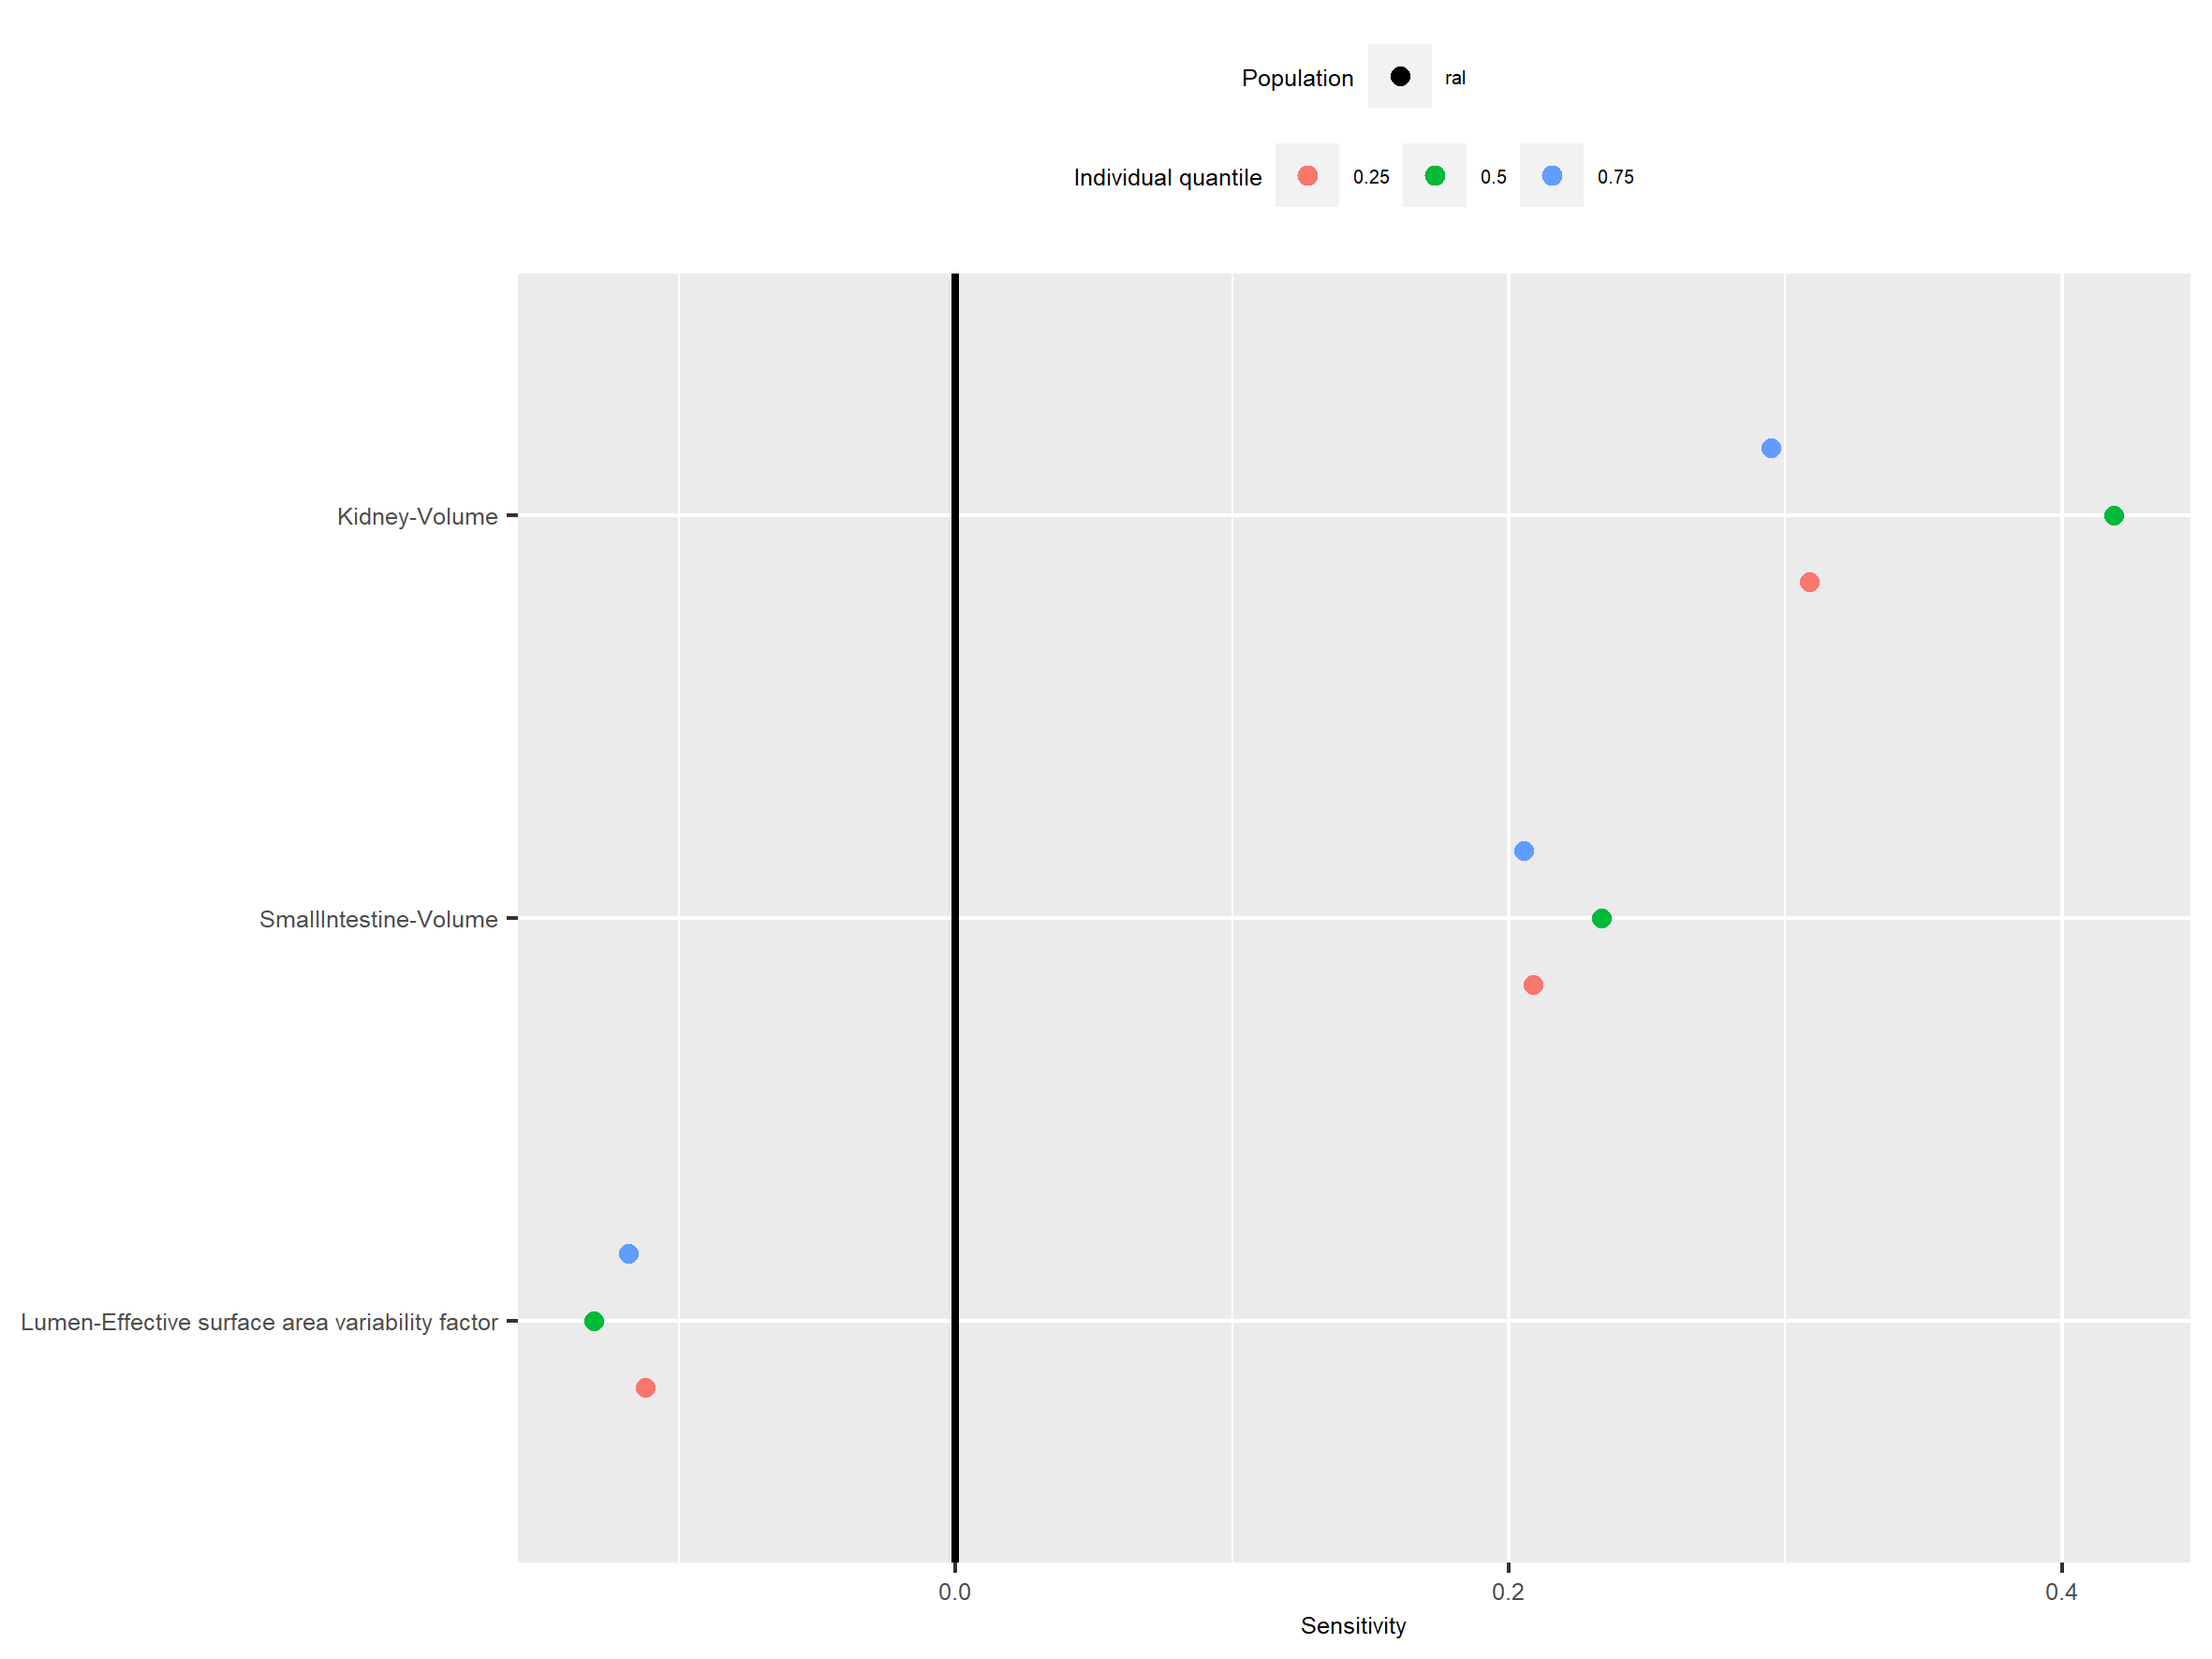 Population ral
Individual quantile 0.25 0.5 0.75
Kidney-Volume
SmallIntestine-Volume
Lumen-Effective surface area variability factor
0.0 0.2 0.4
Sensitivity